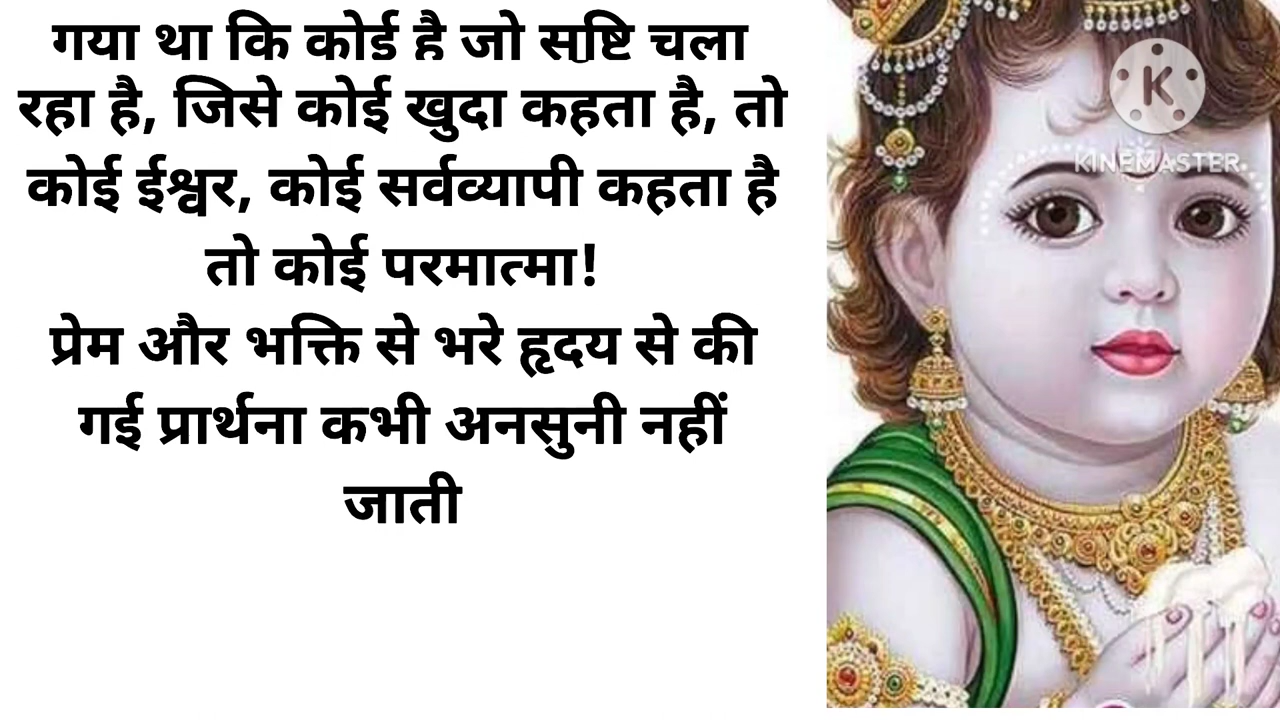 गया था कि कोई है जो सृष्टि चला
रहा है, जिसे कोई खुदा कहता है, तो
कोई ईश्वर, कोई सर्वव्यापी कहता है
तो कोई परमात्मा!
प्रेम और भक्ति से भरे हृदय से की
गई प्रार्थना कभी अनसुनी नहीं
जाती
K
KINEMASTER